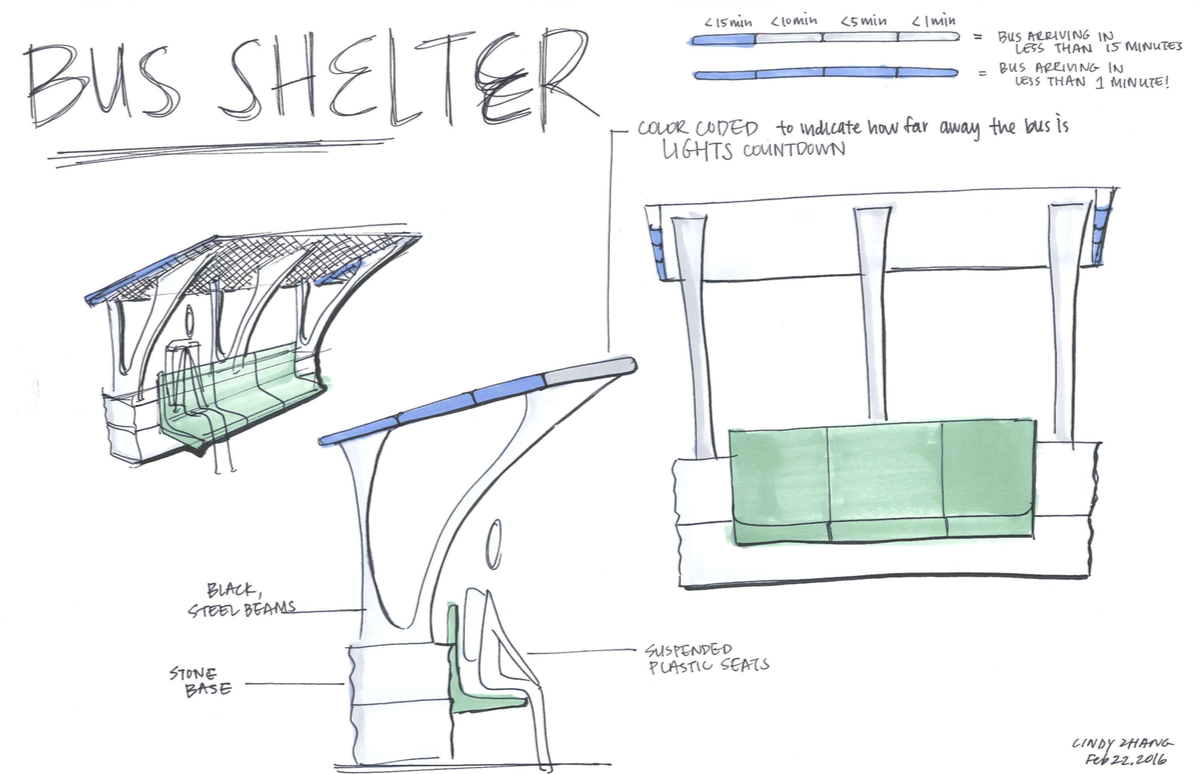 BUS SHELTER
<15min <10min <5min <1min
= BUS ARRIVING IN
LESS THAN 15 MINUTES
= BUS ARRIVING IN
LESS THAN 1 MINUTE!
COLOR CODED to indicate how far away the bus is
LIGHTS COUNTDOWN
BLACK,
STEEL BEAMS
STONE
BASE
SUSPENDED
PLASTIC SEATS
CINDY ZHANG
Feb 22. 2016